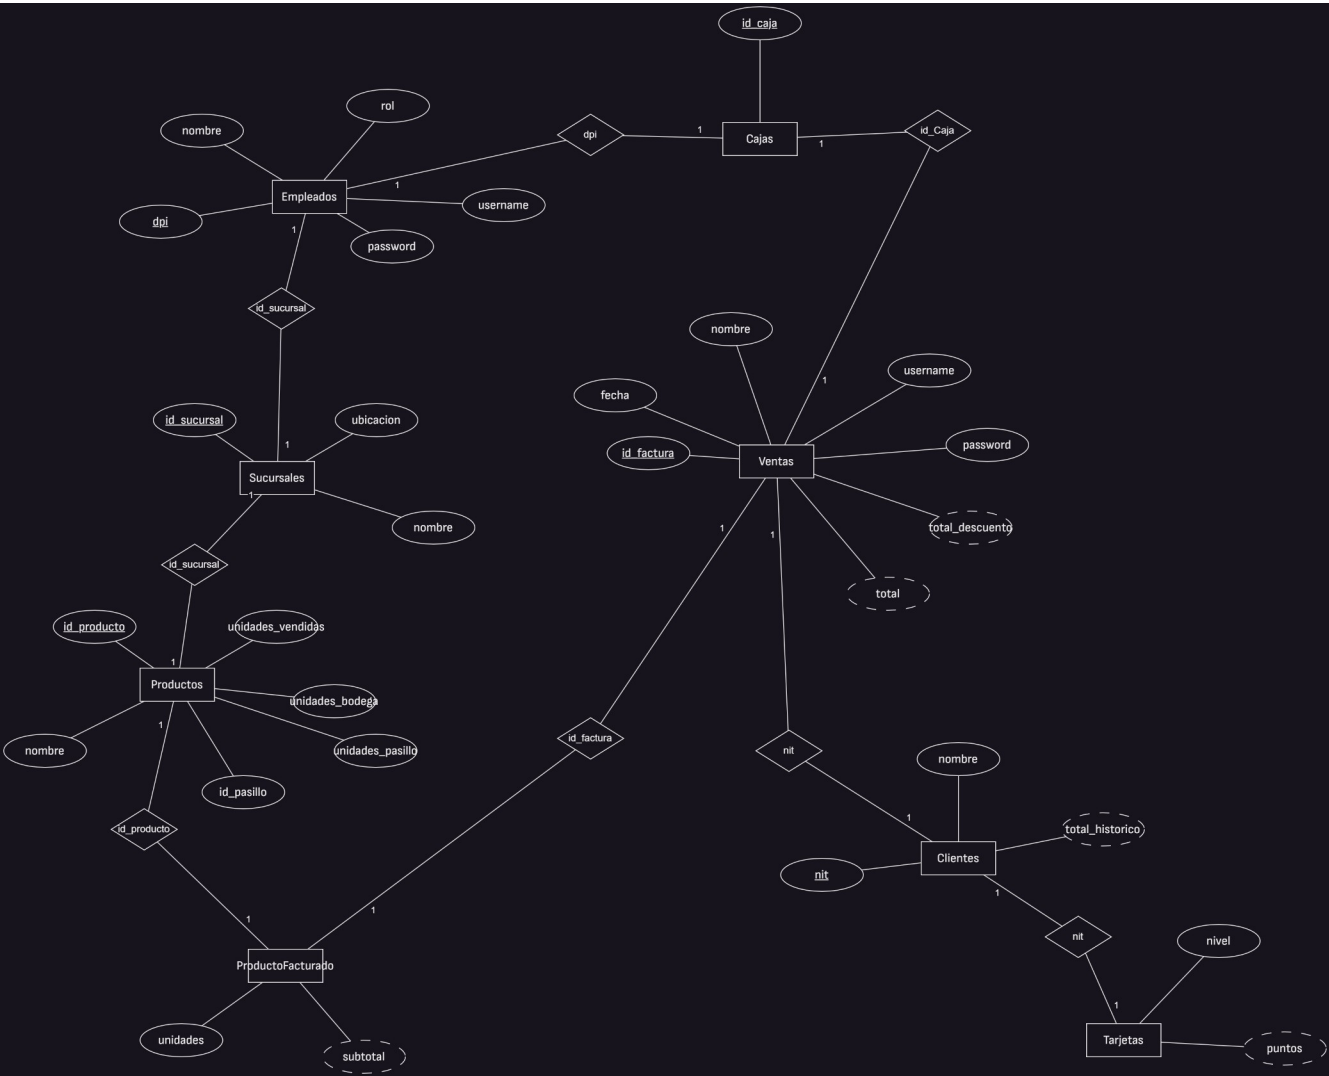 id_caja
rol
nombre
dpi
1
Cajas
1
id_Caja
Empleados
1
username
dpi
1
password
id_sucursal
nombre
username
1
fecha
id_sucursal
ubicacion
1
password
id_factura
Ventas
Sucursales
1
nombre
1
1
total_descuento
id_sucursal
total
id_producto
unidades_vendidas
1
Productos
unidades_bodega
1
nombre
unidades_pasillo
id_factura
nit
nombre
id_pasillo
1
id_producto
total_historico
Clientes
nit
1
1
1
nit
nivel
ProductoFacturado
1
unidades
subtotal
Tarjetas
puntos